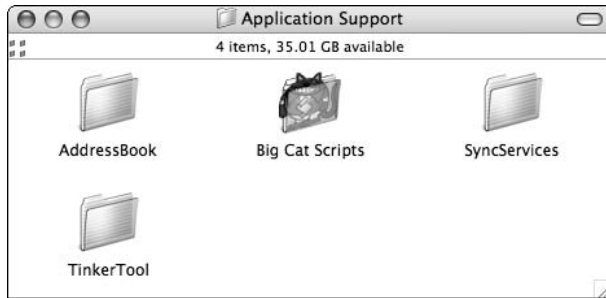 Application Support
4 items, 35.01 GB available
AddressBook
Big Cat Scripts
SyncServices
TinkerTool